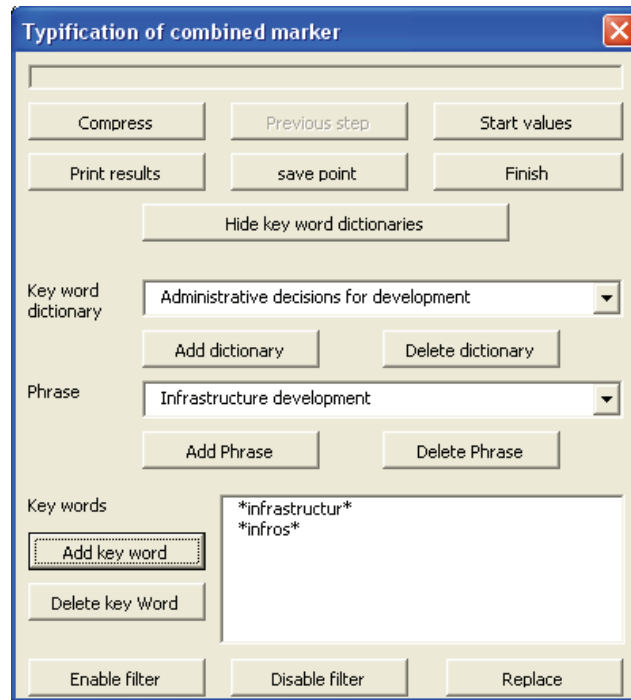 Typification of combined marker
Compress Previous step Start values
Print results save point Finish
Hide key word dictionaries
Key word
dictionary
Administrative decisions for development
Add dictionary Delete dictionary
Phrase Infrastructure development
Add Phrase Delete Phrase
Key words
*infrastructur*
*infros*
Add key word
Delete key Word
Enable filter Disable filter Replace